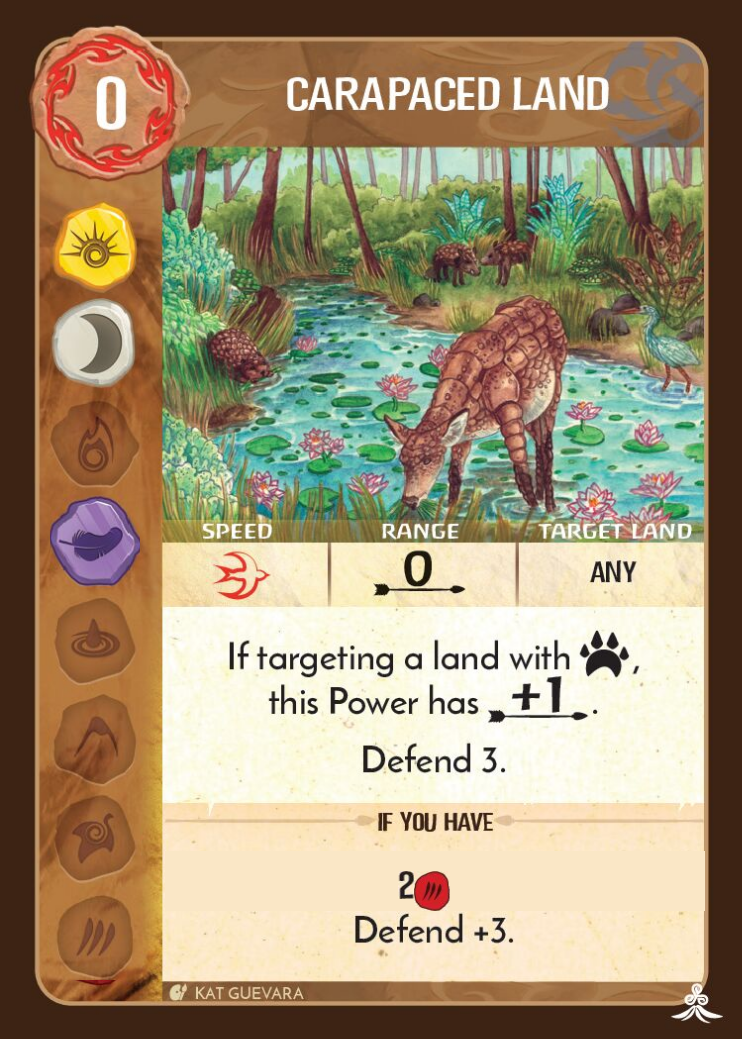 0
CARAPACED LAND
SPEED RANGE TARGET LAND
0 ANY
If targeting a land with ,
this Power has +1.
Defend 3.
IF YOU HAVE
2
Defend +3.
KAT GUEVARA